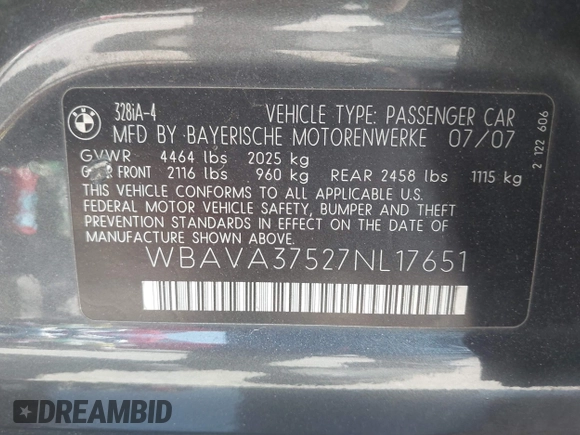 BMW
328iA-4
VEHICLE TYPE: PASSENGER CAR
MFD BY BAYERISCHE MOTORENWERKE 07/07
GVWR 4464 lbs 2025 kg
FRONT 2116 lbs 960 kg REAR 2458 lbs 1115 kg
THIS VEHICLE CONFORMS TO ALL APPLICABLE U.S.
FEDERAL MOTOR VEHICLE SAFETY, BUMPER AND THEFT
PREVENTION STANDARDS IN EFFECT ON THE DATE OF
MANUFACTURE SHOWN ABOVE.
WBAVA37527NL17651
2 122 606
DREAMBID